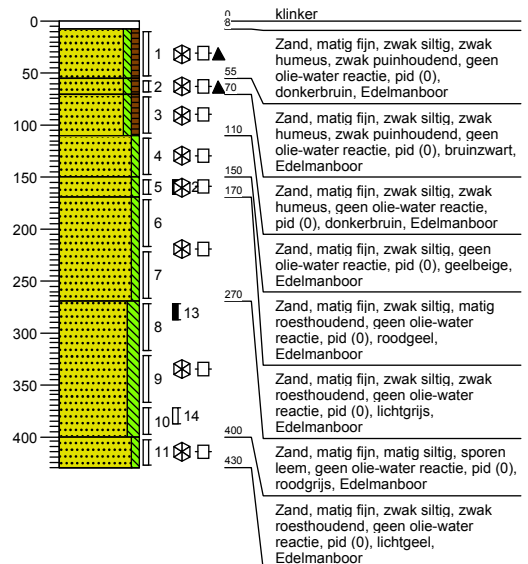 0 klinker
0
8
Zand, matig fijn, zwak siltig, zwak
humeus, zwak puinhoudend, geen
olie-water reactie, pid (0),
donkerbruin, Edelmanboor
1
50
55
2
70
Zand, matig fijn, zwak siltig, zwak
humeus, zwak puinhoudend, geen
olie-water reactie, pid (0), bruinzwart,
Edelmanboor
3
100
110
4
150
150
Zand, matig fijn, zwak siltig, zwak
humeus, geen olie-water reactie,
pid (0), donkerbruin, Edelmanboor
5
170
200
6
Zand, matig fijn, zwak siltig, geen
olie-water reactie, pid (0), geelbeige,
Edelmanboor
250
7
270
Zand, matig fijn, zwak siltig, matig
roesthoudend, geen olie-water
reactie, pid (0), roodgeel,
Edelmanboor
8
13
300
350
9
Zand, matig fijn, zwak siltig, zwak
roesthoudend, geen olie-water
reactie, pid (0), lichtgrijs,
Edelmanboor
10
14
400
400
11
430
Zand, matig fijn, matig siltig, sporen
leem, geen olie-water reactie, pid (0),
roodgrijs, Edelmanboor
Zand, matig fijn, zwak siltig, zwak
roesthoudend, geen olie-water
reactie, pid (0), lichtgeel,
Edelmanboor